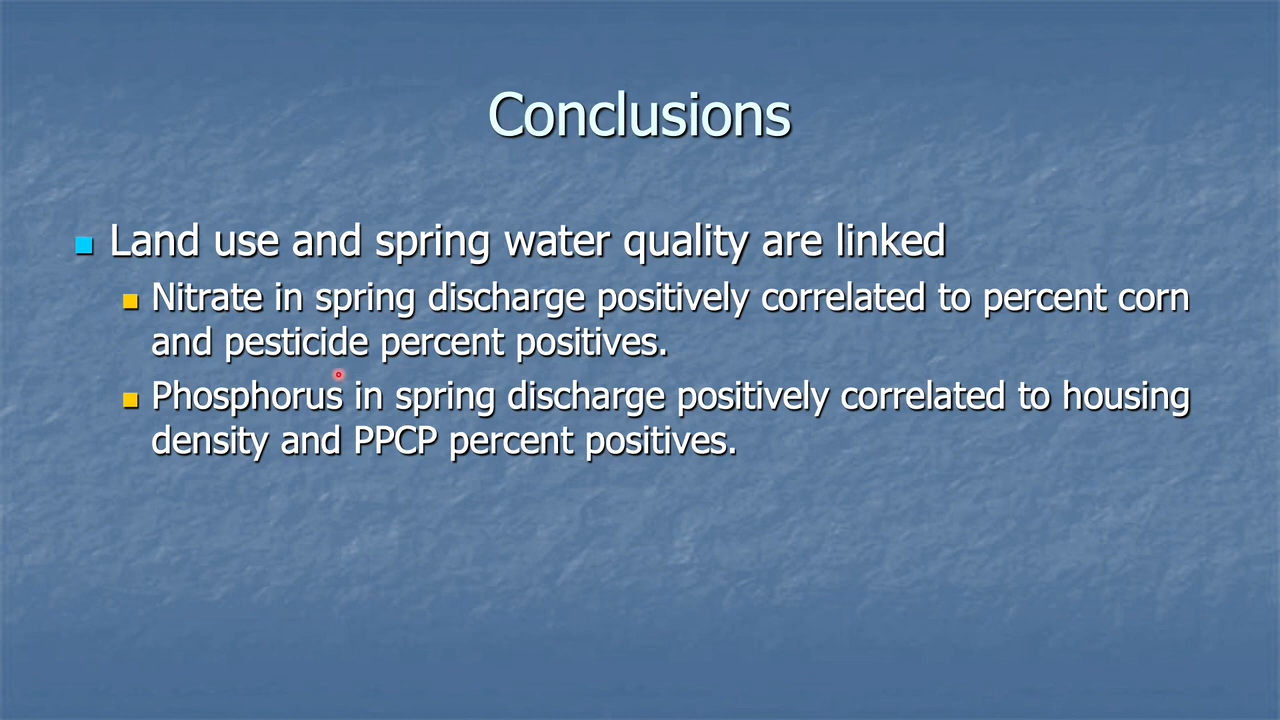 Conclusions
Land use and spring water quality are linked
Nitrate in spring discharge positively correlated to percent corn
and pesticide percent positives.
Phosphorus in spring discharge positively correlated to housing
density and PPCP percent positives.